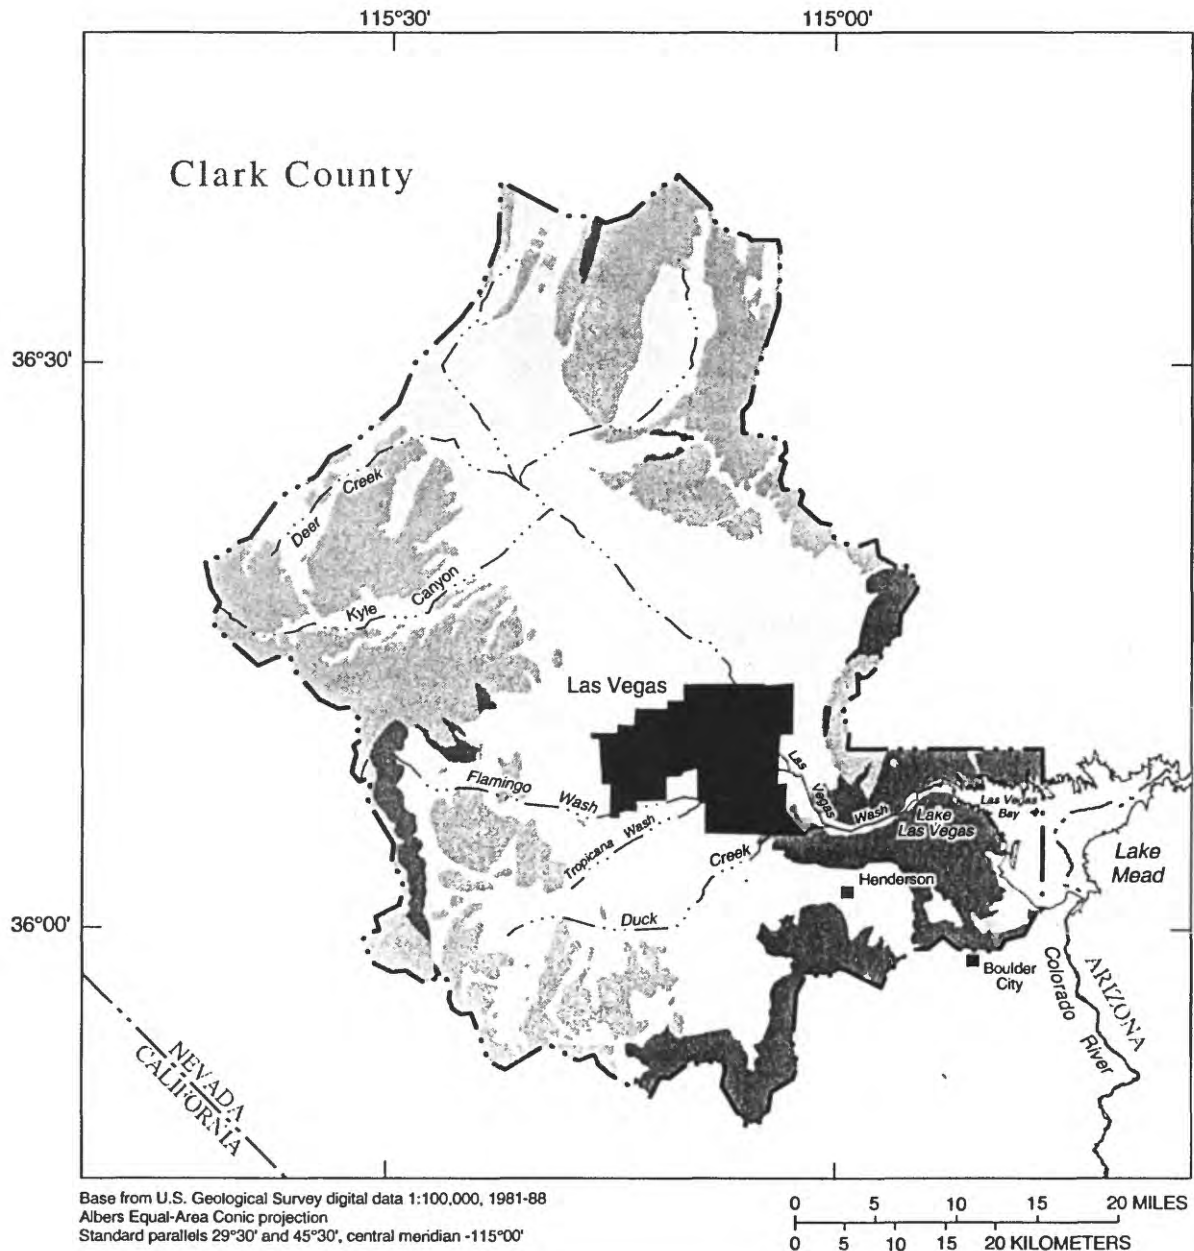 115°30'
115°00'
Clark County
36°30'
Deer
Creek
Kyle
Canyon
Las Vegas
Flamingo
Wash
Las
Vegas
Wash
Lake
Las Vegas
Las Vegas
Bay
Lake
Mead
Tropicana Wash
Creek
Duck
Henderson
36°00'
Boulder
City
Colorado
River
ARIZONA
NEVADA
CALIFORNIA
Base from U.S. Geological Survey digital data 1:100,000, 1981-88
Albers Equal-Area Conic projection
Standard parallels 29°30' and 45°30', central meridian -115°00'
0 5 10 15 20 MILES
0 5 10 15 20 KILOMETERS